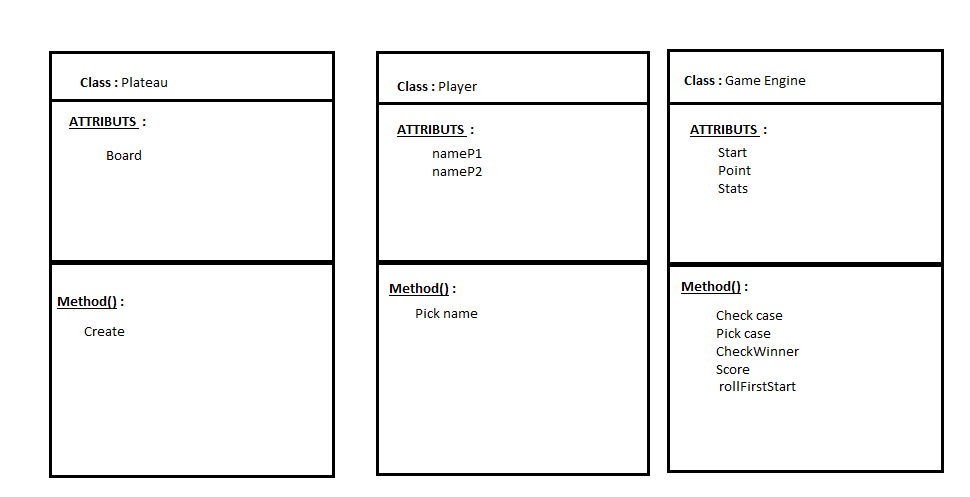 Class : Plateau
ATTRIBUTS :
Board
Method() :
Create
Class : Player
ATTRIBUTS :
nameP1
nameP2
Method() :
Pick name
Class : Game Engine
ATTRIBUTS :
Start
Point
Stats
Method() :
Check case
Pick case
CheckWinner
Score
rollFirstStart